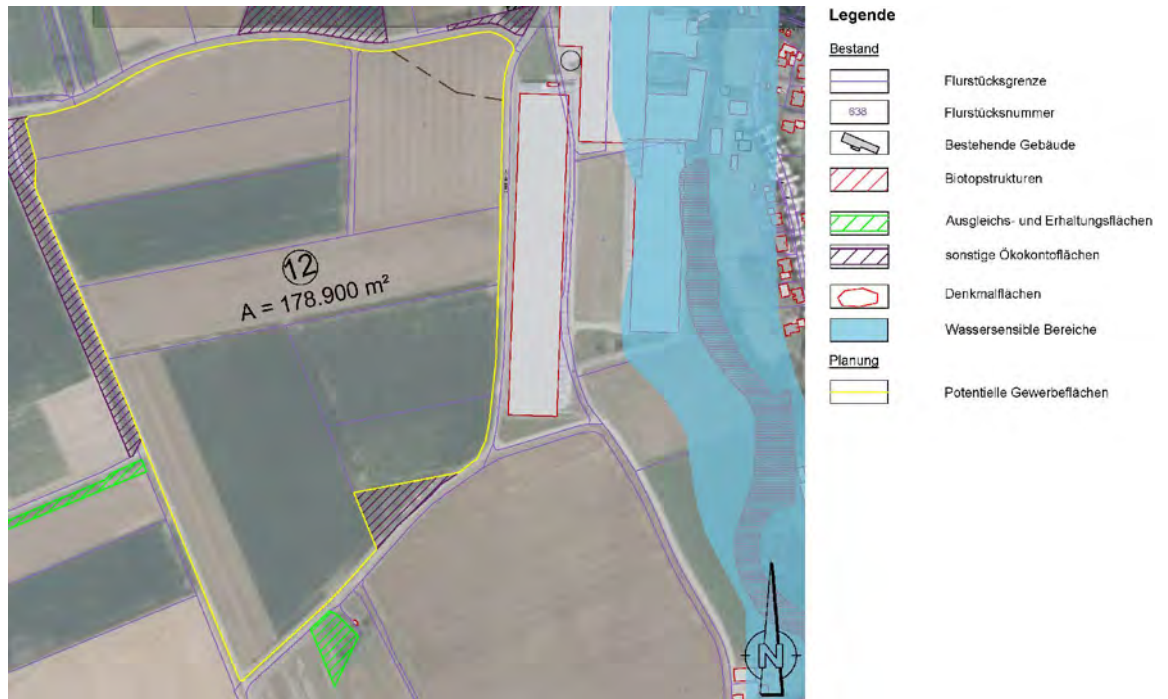 12
A = 178.900 m²
N
Legende
Bestand
Flurstücksgrenze
638
Flurstücksnummer
Bestehende Gebäude
Biotopstrukturen
Ausgleichs- und Erhaltungsflächen
sonstige Ökokontoflächen
Denkmalflächen
Wassersensible Bereiche
Planung
Potentielle Gewerbeflächen